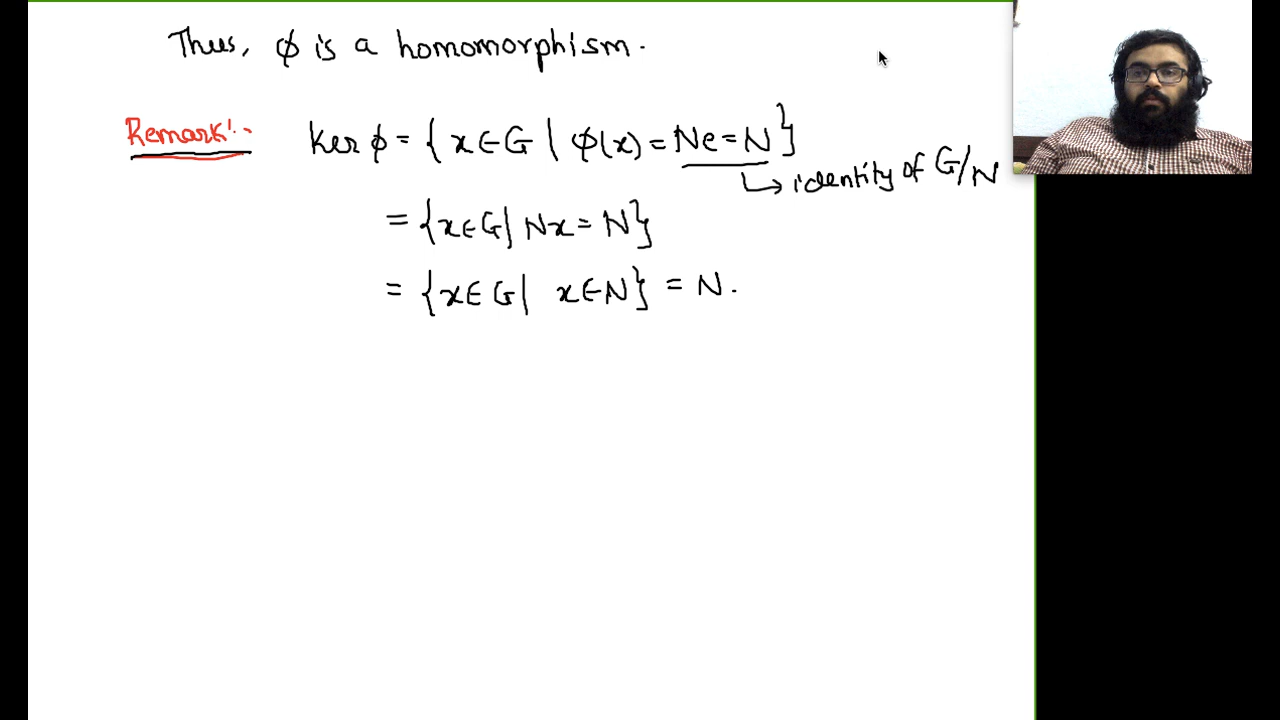 Thus, φ is a homomorphism.
Remark:- Ker φ = { x∈G | φ(x) = Ne = N }
↳ identity of G/N
= { x∈G | Nx = N }
= { x∈G | x∈N } = N.